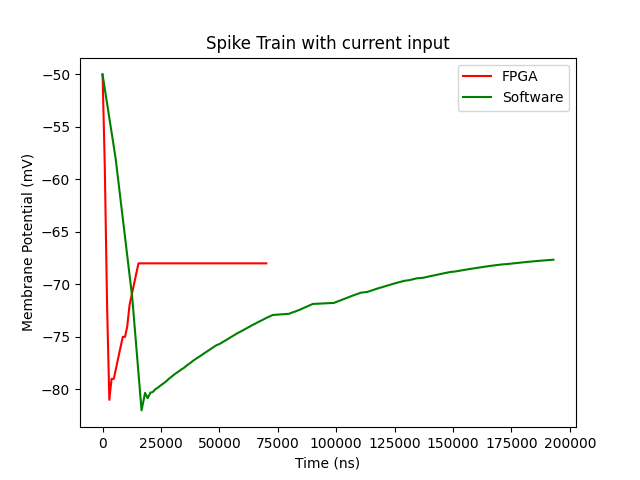 Spike Train with current input
FPGA
Software
Membrane Potential (mV)
−50
−55
−60
−65
−70
−75
−80
0 25000 50000 75000 100000 125000 150000 175000 200000
Time (ns)